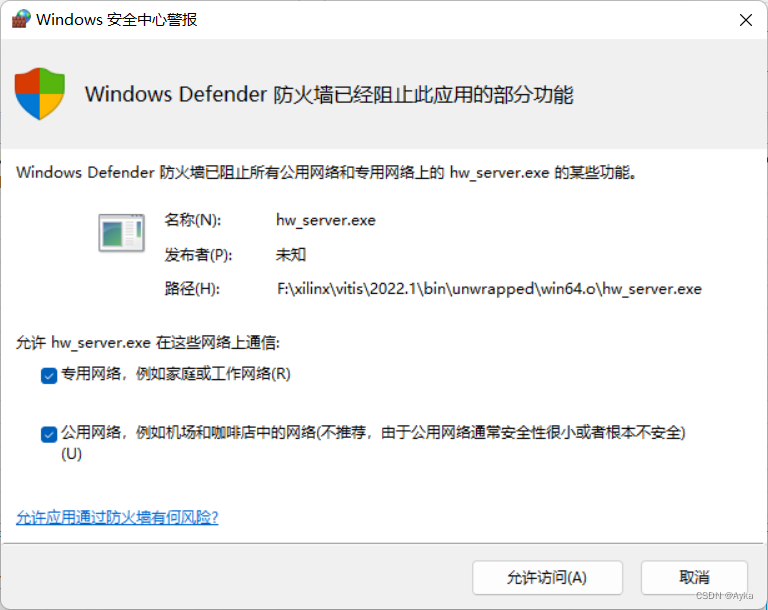 Windows 安全中心警报
Windows Defender 防火墙已经阻止此应用的部分功能
Windows Defender 防火墙已阻止所有公用网络和专用网络上的 hw_server.exe 的某些功能。
名称(N): hw_server.exe
发布者(P): 未知
路径(H): F:\xilinx\vitis\2022.1\bin\unwrapped\win64.o\hw_server.exe
允许 hw_server.exe 在这些网络上通信:
专用网络，例如家庭或工作网络(R)
公用网络，例如机场和咖啡店中的网络(不推荐，由于公用网络通常安全性很小或者根本不安全)
(U)
允许应用通过防火墙有何风险?
允许访问(A) 取消
CSDN @Ayka